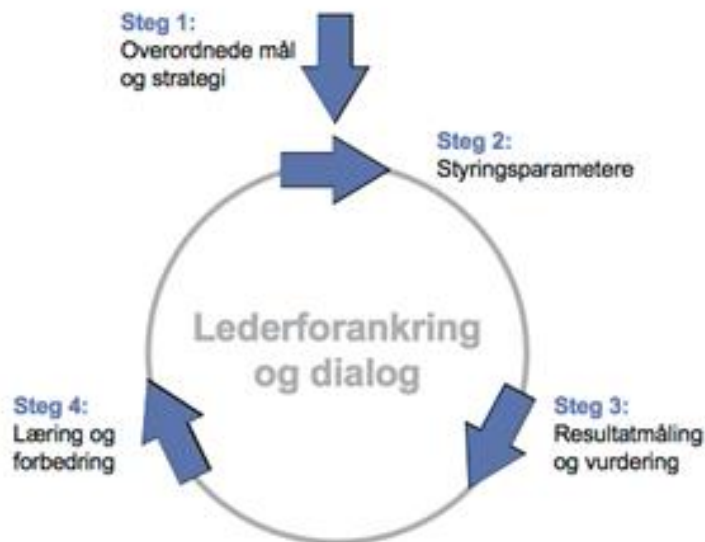 Steg 1:
Overordnede mål
og strategi
Steg 2:
Styringsparametere
Lederforankring
og dialog
Steg 3:
Resultatmåling
og vurdering
Steg 4:
Læring og
forbedring